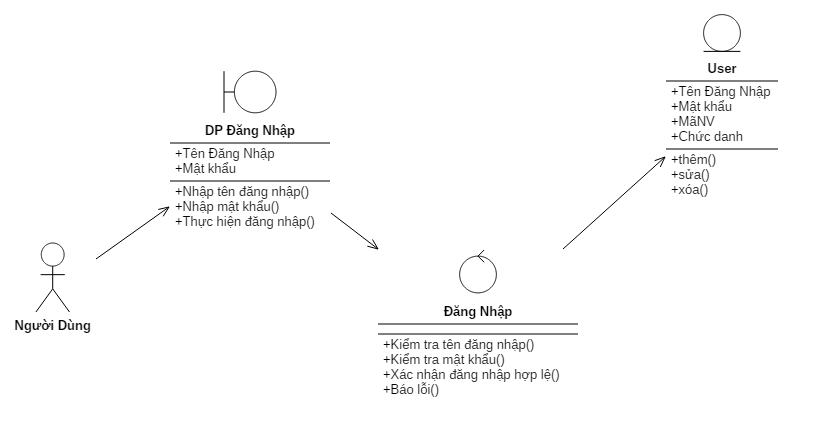 User
+Tên Đăng Nhập
+Mật khẩu
+MãNV
+Chức danh
+thêm()
+sửa()
+xóa()
DP Đăng Nhập
+Tên Đăng Nhập
+Mật khẩu
+Nhập tên đăng nhập()
+Nhập mật khẩu()
+Thực hiện đăng nhập()
Người Dùng
Đăng Nhập
+Kiểm tra tên đăng nhập()
+Kiểm tra mật khẩu()
+Xác nhận đăng nhập hợp lệ()
+Báo lỗi()